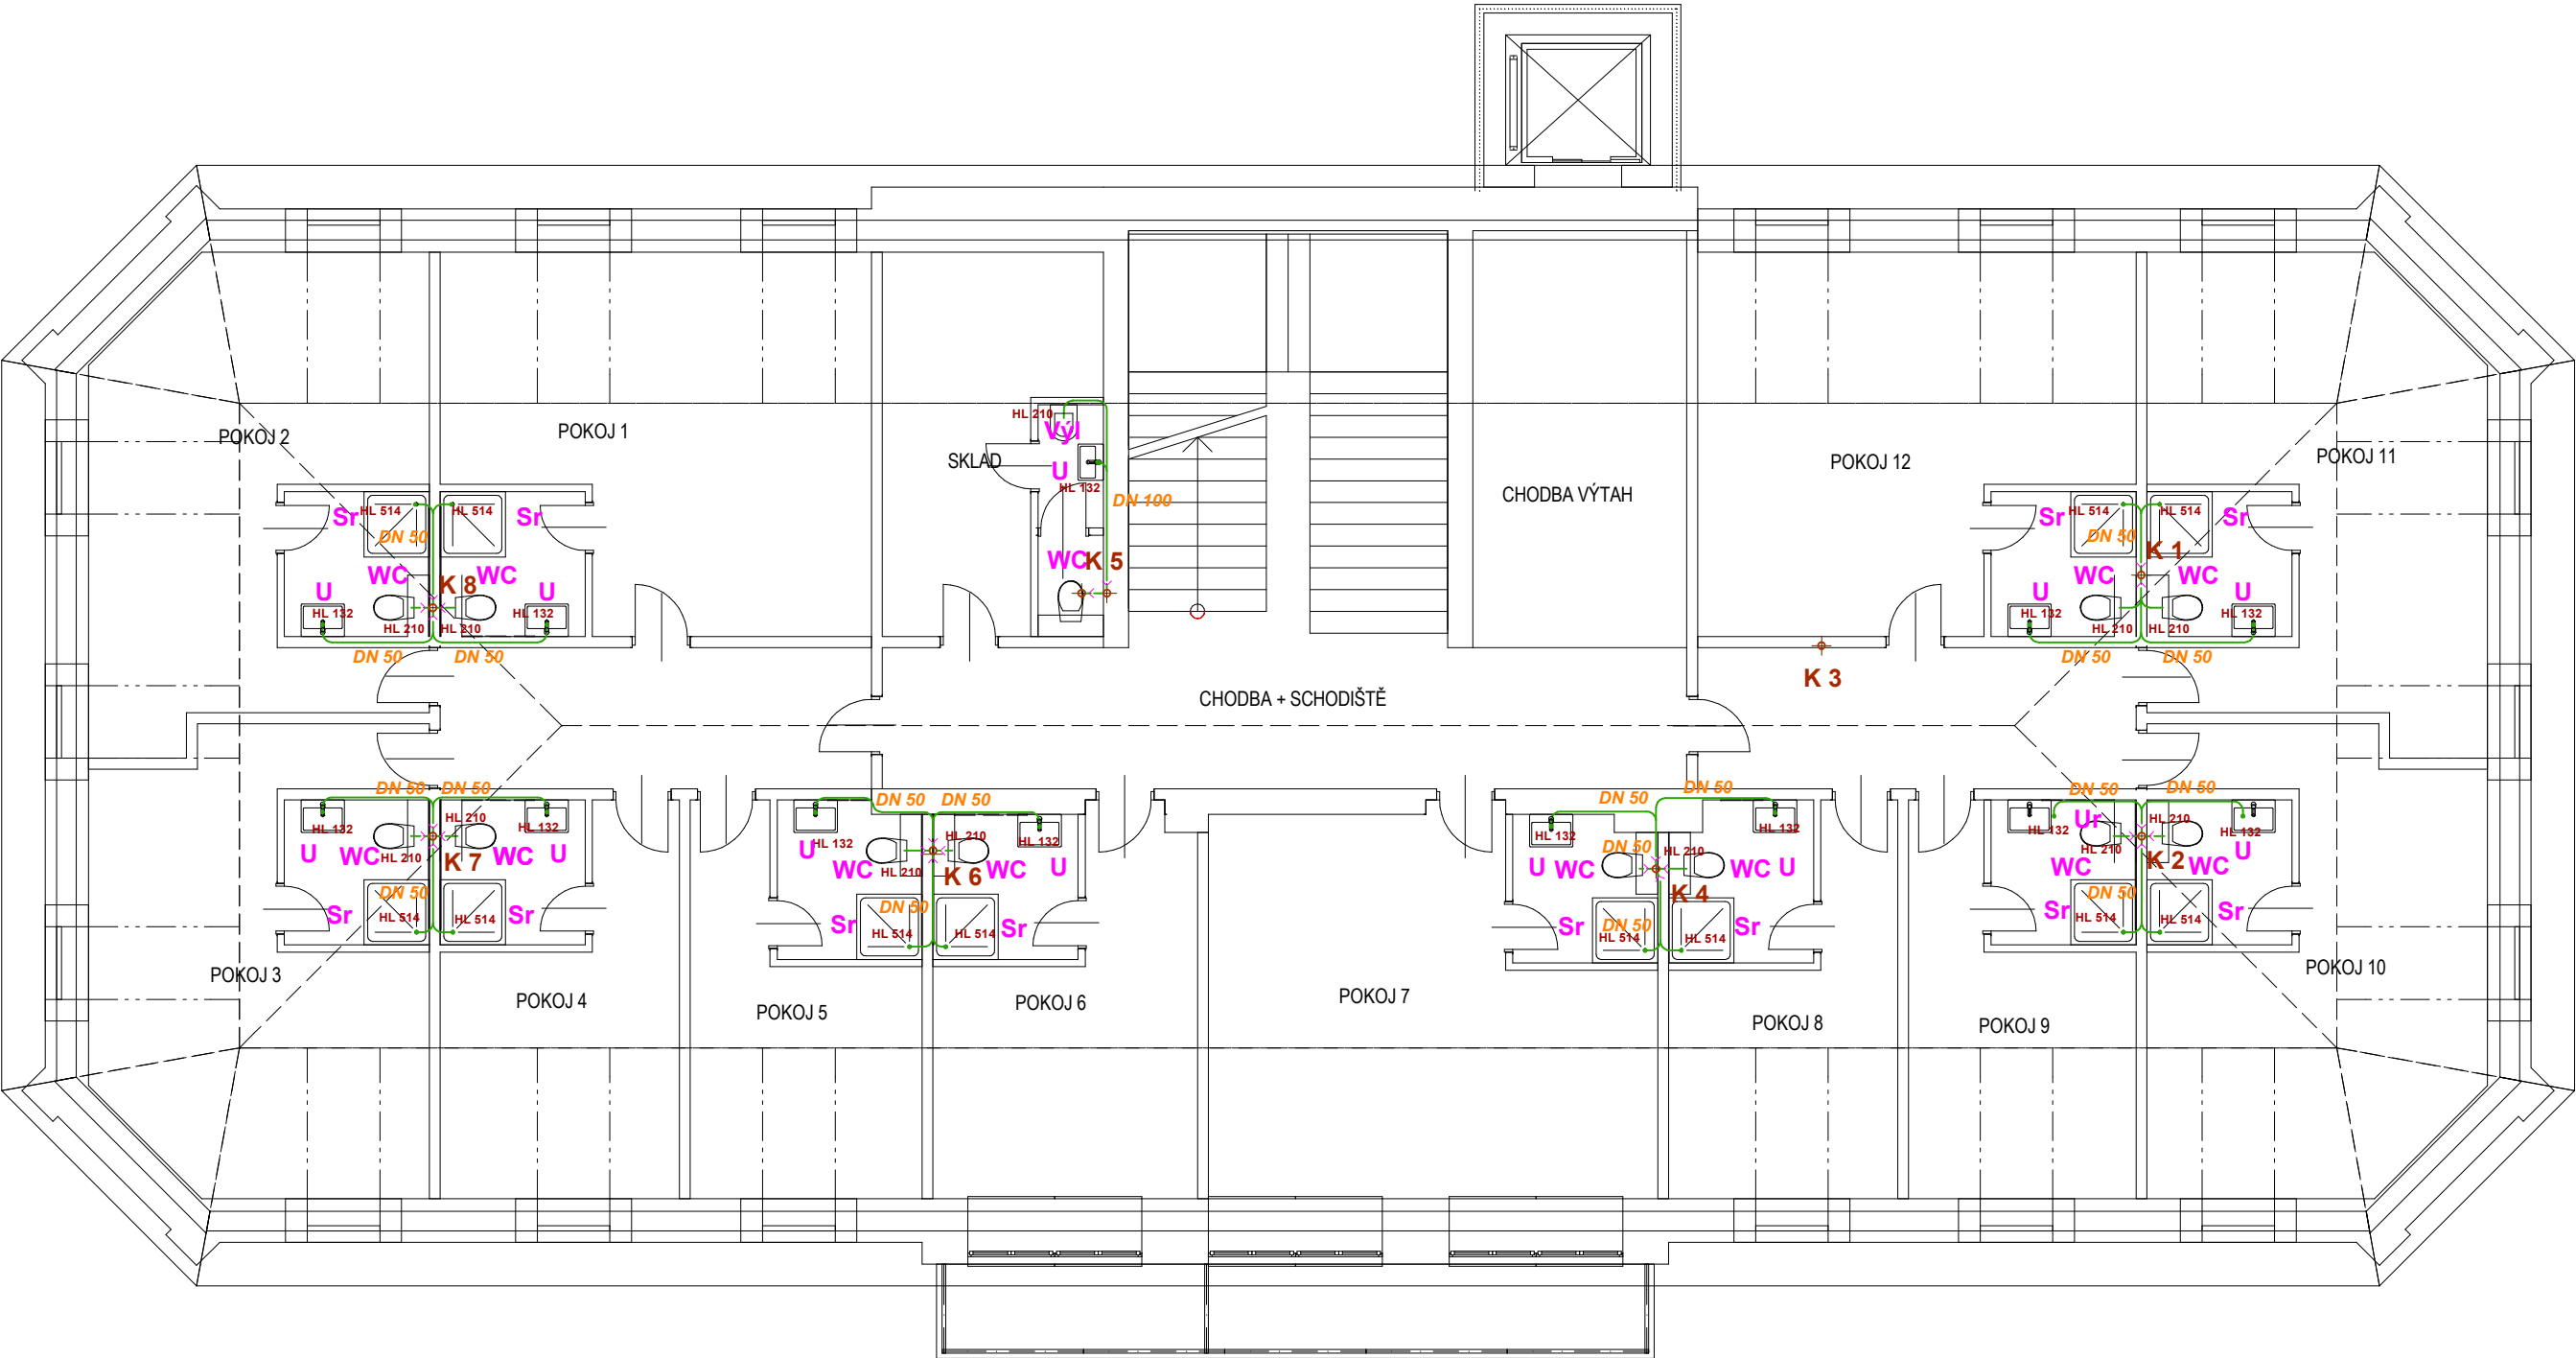 POKOJ 2
POKOJ 1
HL 210
Výl
SKLAD
U
HL 132
DN 100
CHODBA VÝTAH
POKOJ 12
POKOJ 11
Sr
HL 514
HL 514
Sr
DN 50
WC
WC
K 8
U
U
HL 132
HL 132
HL 210
HL 210
DN 50
DN 50
WC
K 5
Sr
HL 514
HL 514
Sr
DN 50
K 1
WC
WC
U
U
HL 132
HL 132
HL 210
HL 210
DN 50
DN 50
K 3
CHODBA + SCHODIŠTĚ
DN 50
DN 50
HL 210
HL 132
HL 132
U
WC
HL 210
K 7
WC
U
DN 50
Sr
HL 514
HL 514
Sr
DN 50
DN 50
HL 210
U
HL 132
HL 132
WC
HL 210
K 6
WC
U
DN 50
Sr
HL 514
Sr
DN 50
DN 50
HL 132
HL 132
DN 50
HL 210
U
WC
WC
U
K 4
Sr
DN 50
HL 514
HL 514
Sr
DN 50
DN 50
Ur
HL 210
HL 132
HL 132
HL 210
U
WC
K 2
WC
DN 50
Sr
HL 514
HL 514
Sr
POKOJ 3
POKOJ 4
POKOJ 5
POKOJ 6
POKOJ 7
POKOJ 8
POKOJ 9
POKOJ 10